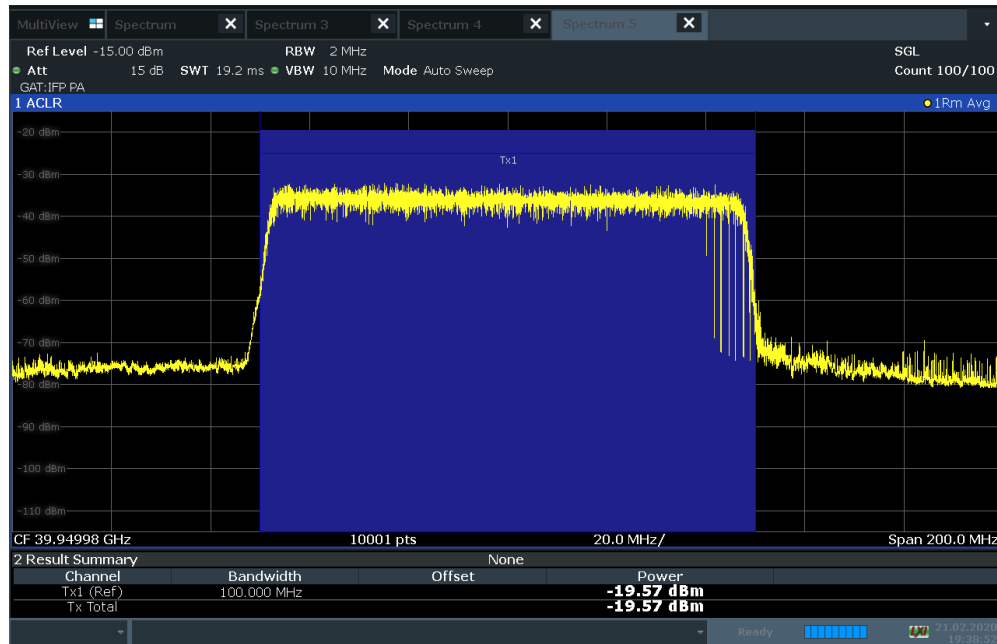 MultiView Spectrum X Spectrum 3 X Spectrum 4 X Spectrum 5 X
Ref Level -15.00 dBm RBW 2 MHz SGL
Att 15 dB SWT 19.2 ms VBW 10 MHz Mode Auto Sweep Count 100/100
GAT:IFP PA
1 ACLR 1Rm Avg
-20 dBm
Tx1
-30 dBm
-40 dBm
-50 dBm
-60 dBm
-70 dBm
-80 dBm
-90 dBm
-100 dBm
-110 dBm
CF 39.94998 GHz 10001 pts 20.0 MHz/ Span 200.0 MHz
2 Result Summary None
Channel Bandwidth Offset Power
Tx1 (Ref) 100.000 MHz -19.57 dBm
Tx Total -19.57 dBm
Ready LXI 21.02.2020
19:38:52